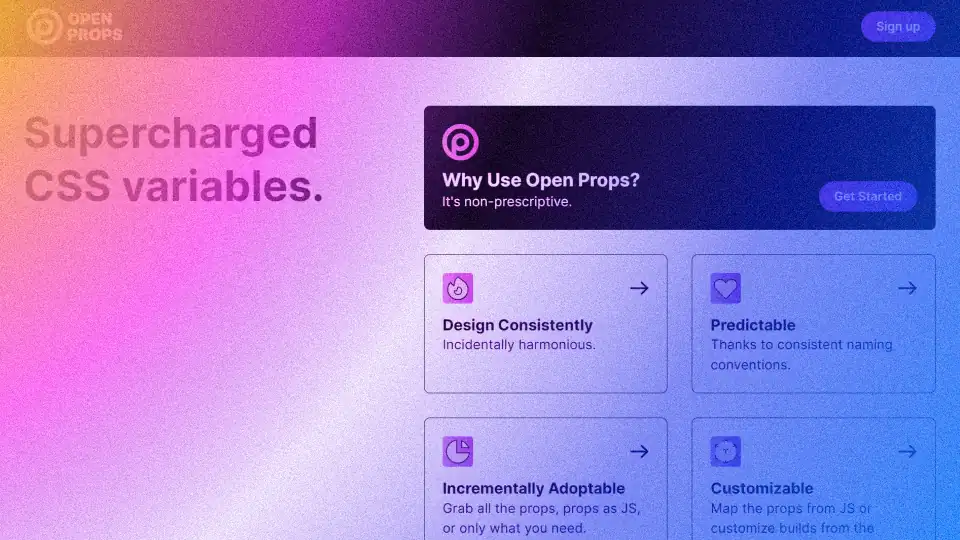 OPEN
PROPS
Sign up
Supercharged
CSS variables.
Why Use Open Props?
It's non-prescriptive.
Get Started
Design Consistently
Incidentally harmonious.
Predictable
Thanks to consistent naming
conventions.
Incrementally Adoptable
Grab all the props, props as JS,
or only what you need.
Customizable
Map the props from JS or
customize builds from the